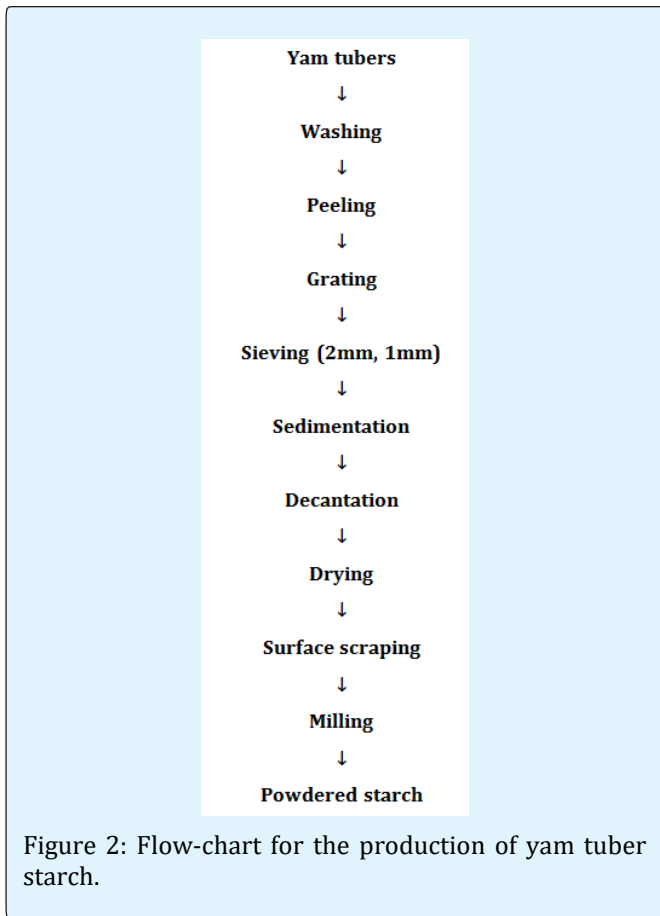 Yam tubers
↓
Washing
↓
Peeling
↓
Grating
↓
Sieving (2mm, 1mm)
↓
Sedimentation
↓
Decantation
↓
Drying
↓
Surface scraping
↓
Milling
↓
Powdered starch
Figure 2: Flow-chart for the production of yam tuber
starch.